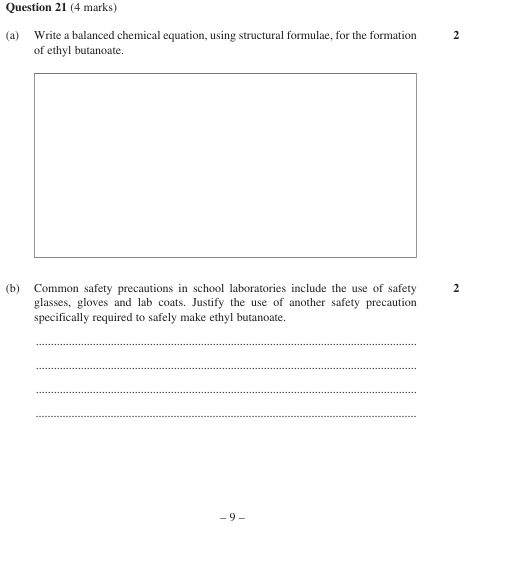 Question 21 (4 marks)
(a) Write a balanced chemical equation, using structural formulae, for the formation 2
of ethyl butanoate.
(b) Common safety precautions in school laboratories include the use of safety 2
glasses, gloves and lab coats. Justify the use of another safety precaution
specifically required to safely make ethyl butanoate.
– 9 –